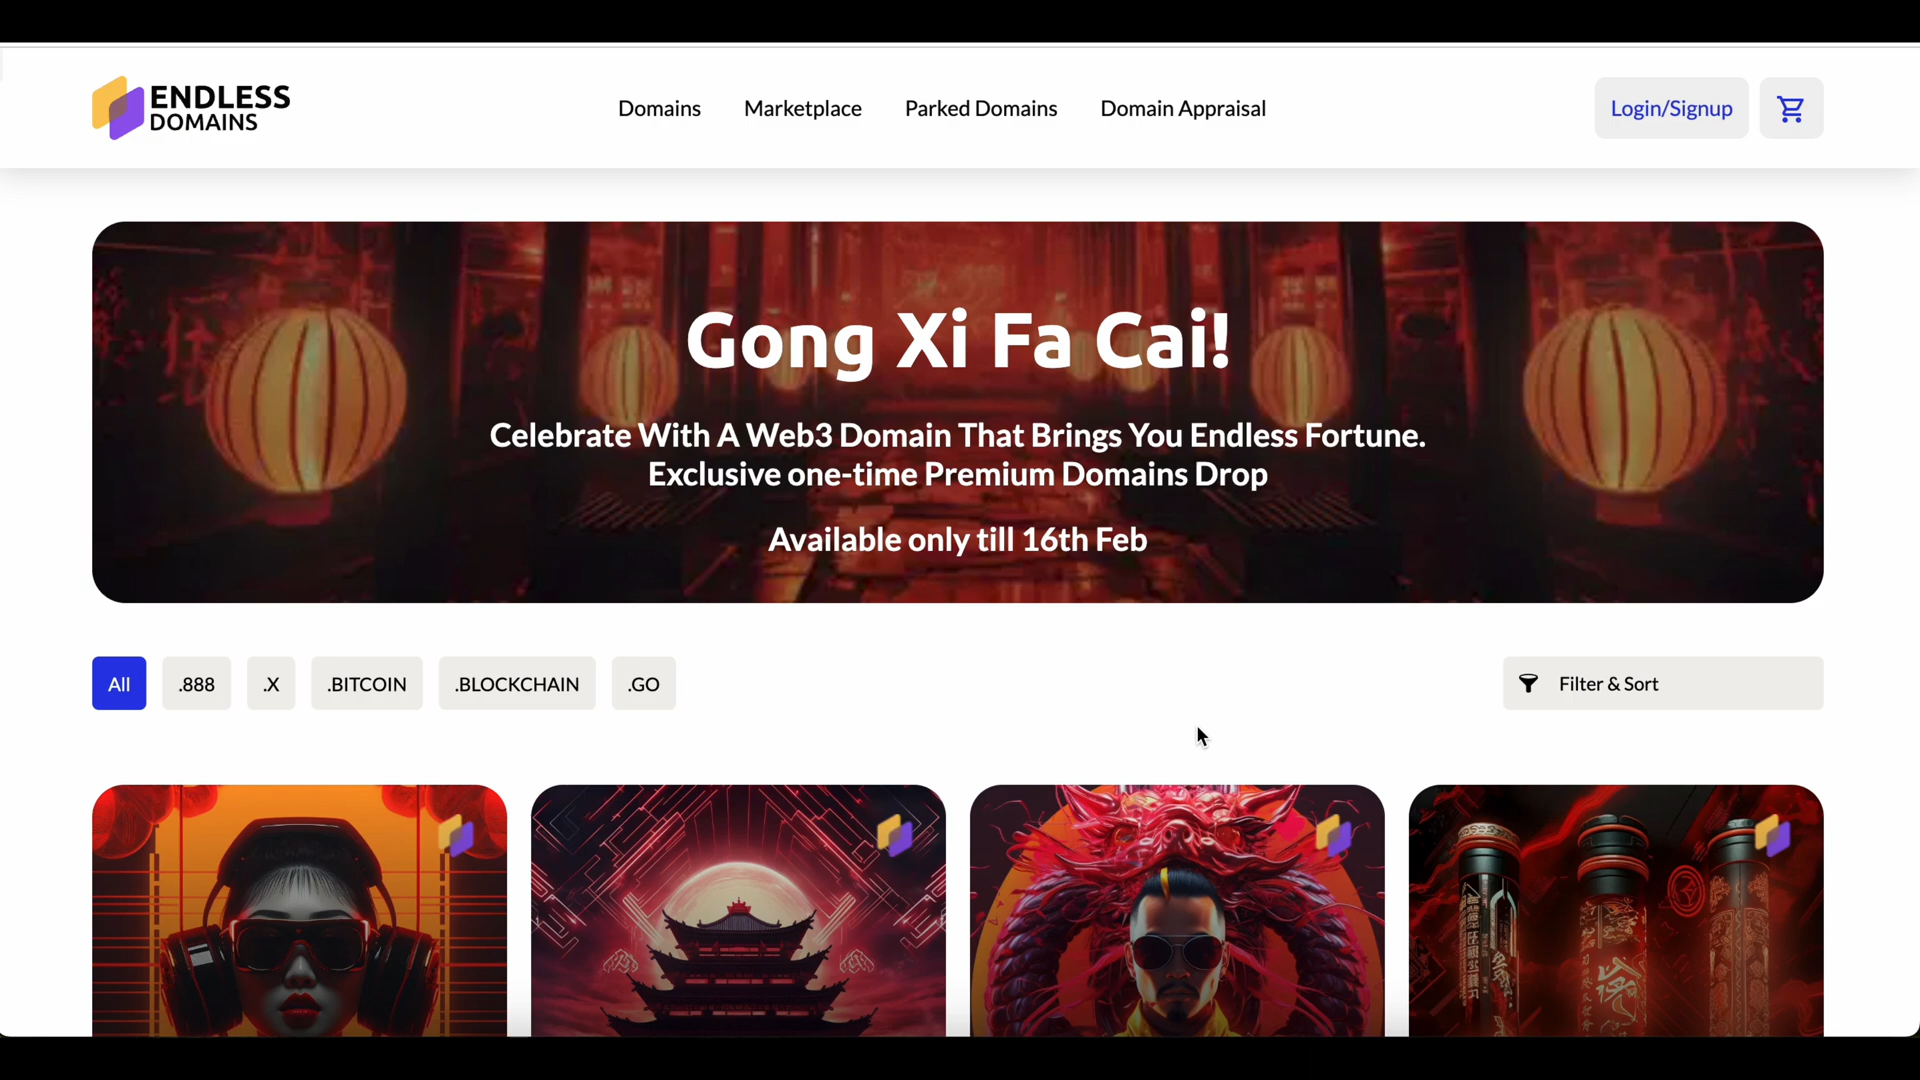 ENDLESS
DOMAINS
Domains
Marketplace
Parked Domains
Domain Appraisal
Login/Signup
Gong Xi Fa Cai!
Celebrate With A Web3 Domain That Brings You Endless Fortune.
Exclusive one-time Premium Domains Drop
Available only till 16th Feb
All
.888
.X
.BITCOIN
.BLOCKCHAIN
.GO
Filter & Sort